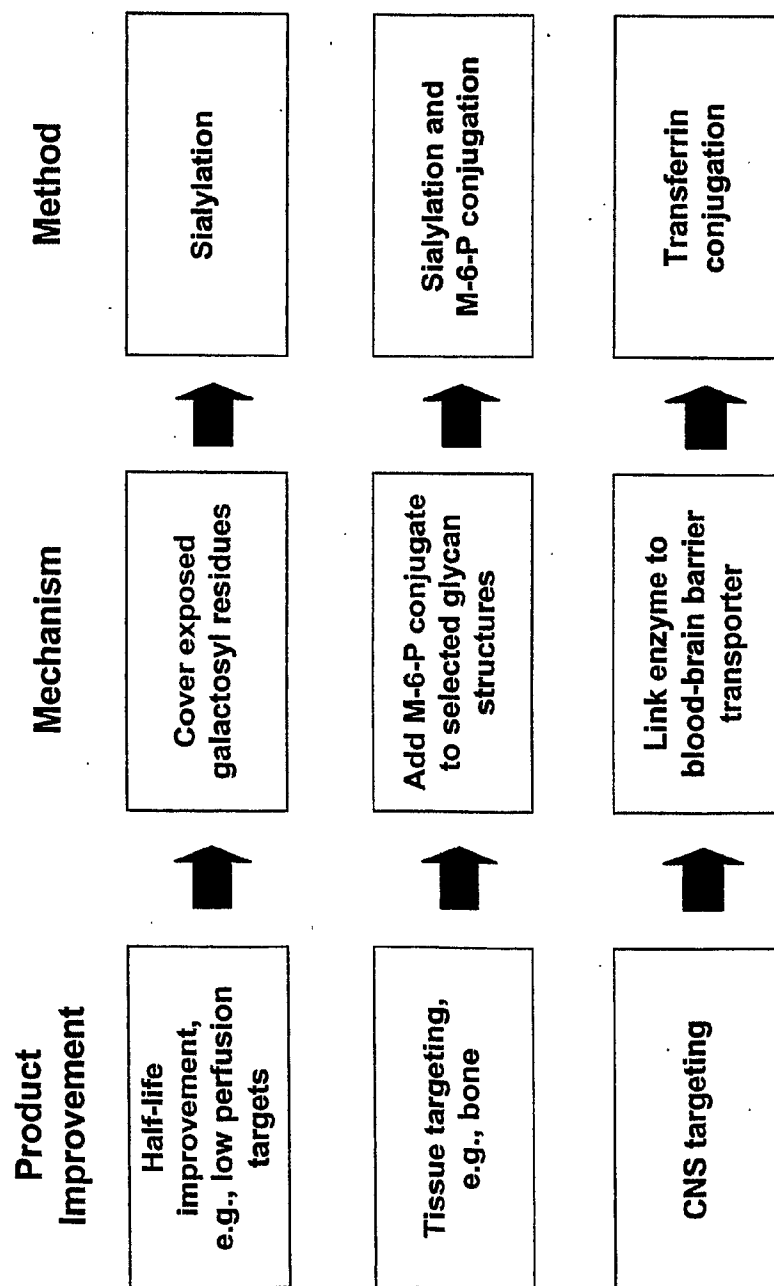 Product
Improvement
Mechanism
Method
Half-life
improvement,
e.g., low perfusion
targets
Cover exposed
galactosyl residues
Sialylation
Tissue targeting,
e.g., bone
Add M-6-P conjugate
to selected glycan
structures
Sialylation and
M-6-P conjugation
CNS targeting
Link enzyme to
blood-brain barrier
transporter
Transferrin
conjugation